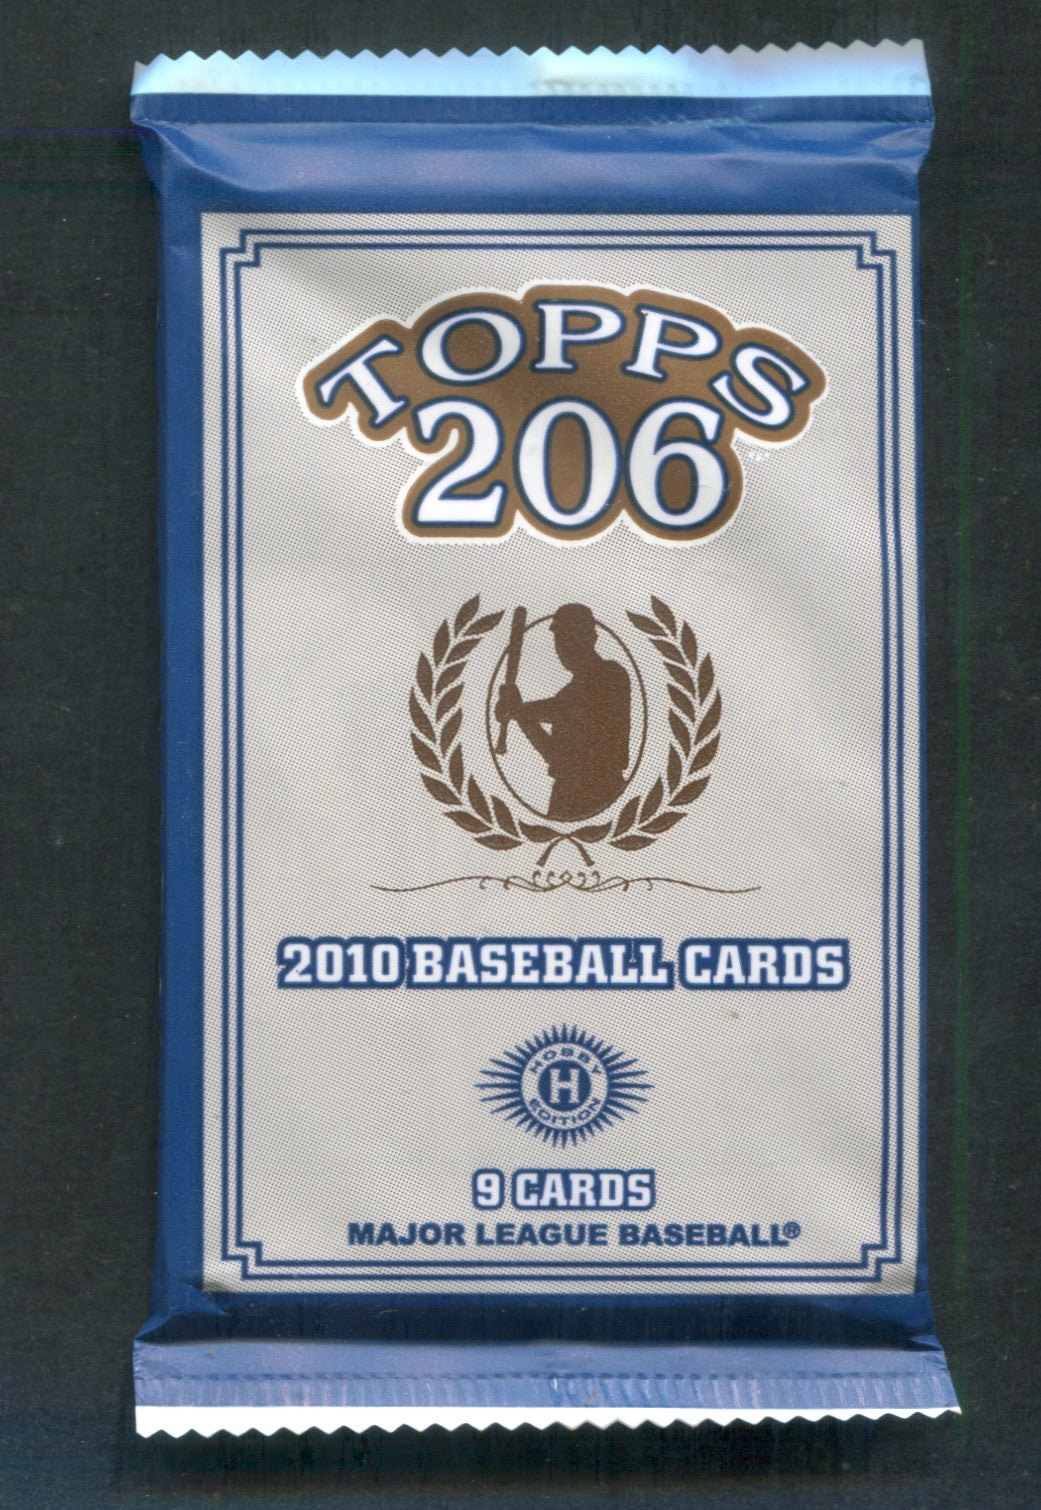 TOPPS
206
2010 BASEBALL CARDS
HOBBY
H
EDITION
9 CARDS
MAJOR LEAGUE BASEBALL®